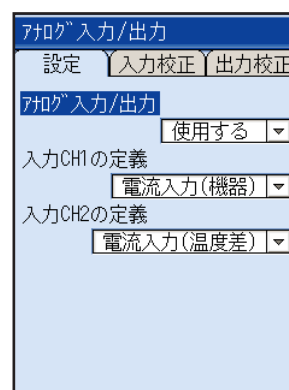 ｱﾅﾛｸﾞ入力/出力
設定 入力校正 出力校正
ｱﾅﾛｸﾞ入力/出力
使用する
入力CH1の定義
電流入力(機器)
入力CH2の定義
電流入力(温度差)